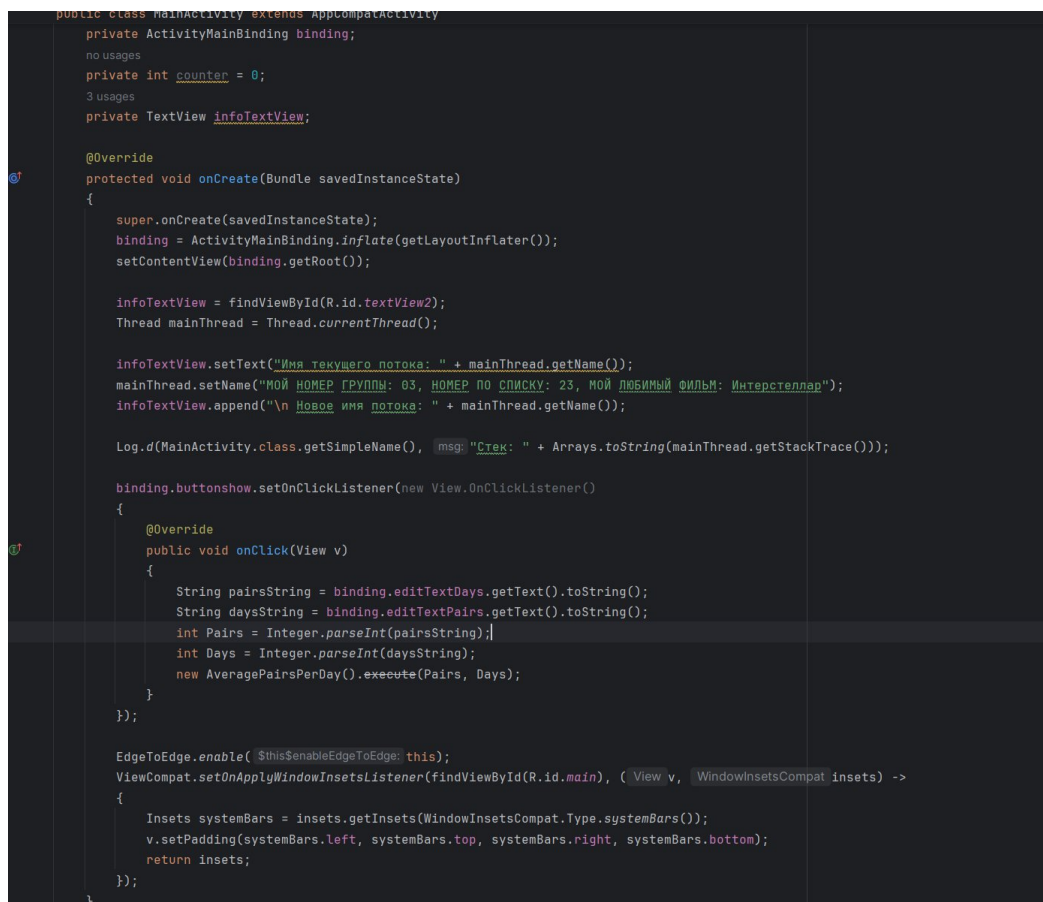 public class MainActivity extends AppCompatActivity
private ActivityMainBinding binding;
no usages
private int counter = 0;
3 usages
private TextView infoTextView;
@Override
protected void onCreate(Bundle savedInstanceState)
{
super.onCreate(savedInstanceState);
binding = ActivityMainBinding.inflate(getLayoutInflater());
setContentView(binding.getRoot());
infoTextView = findViewById(R.id.textView2);
Thread mainThread = Thread.currentThread();
infoTextView.setText("Имя текущего потока: " + mainThread.getName());
mainThread.setName("МОЙ НОМЕР ГРУППЫ: 03, НОМЕР ПО СПИСКУ: 23, МОЙ ЛЮБИМЫЙ ФИЛЬМ: Интерстеллар");
infoTextView.append("\n Новое имя потока: " + mainThread.getName());
Log.d(MainActivity.class.getSimpleName(), msg: "Стек: " + Arrays.toString(mainThread.getStackTrace()));
binding.buttonshow.setOnClickListener(new View.OnClickListener()
{
@Override
public void onClick(View v)
{
String pairsString = binding.editTextDays.getText().toString();
String daysString = binding.editTextPairs.getText().toString();
int Pairs = Integer.parseInt(pairsString);
int Days = Integer.parseInt(daysString);
new AveragePairsPerDay().execute(Pairs, Days);
}
});
EdgeToEdge.enable( $this$enableEdgeToEdge: this);
ViewCompat.setOnApplyWindowInsetsListener(findViewById(R.id.main), ( View v, WindowInsetsCompat insets) ->
{
Insets systemBars = insets.getInsets(WindowInsetsCompat.Type.systemBars());
v.setPadding(systemBars.left, systemBars.top, systemBars.right, systemBars.bottom);
return insets;
});
}